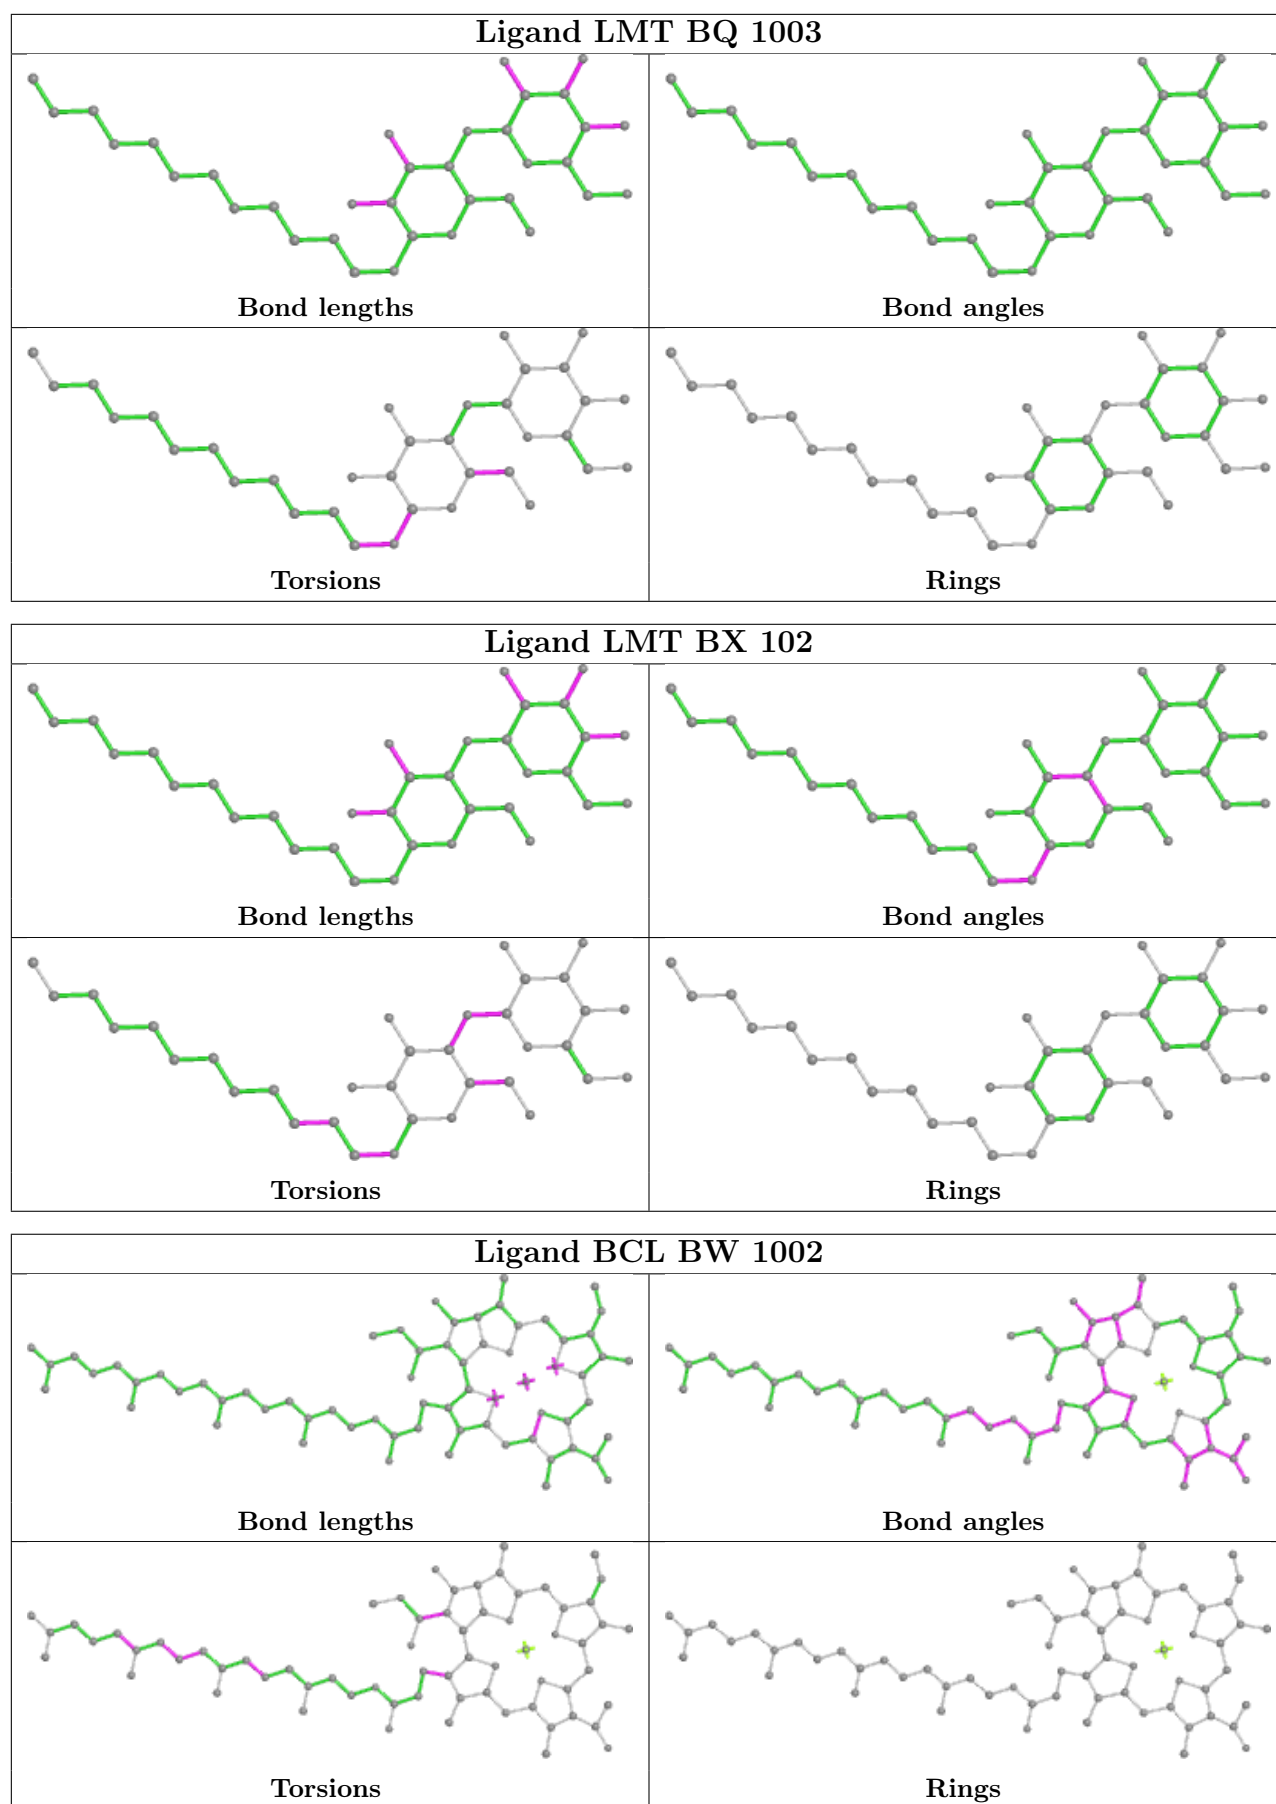 Ligand LMT BQ 1003
Bond lengths
Bond angles
Torsions
Rings
Ligand LMT BX 102
Bond lengths
Bond angles
Torsions
Rings
Ligand BCL BW 1002
Bond lengths
Bond angles
Torsions
Rings